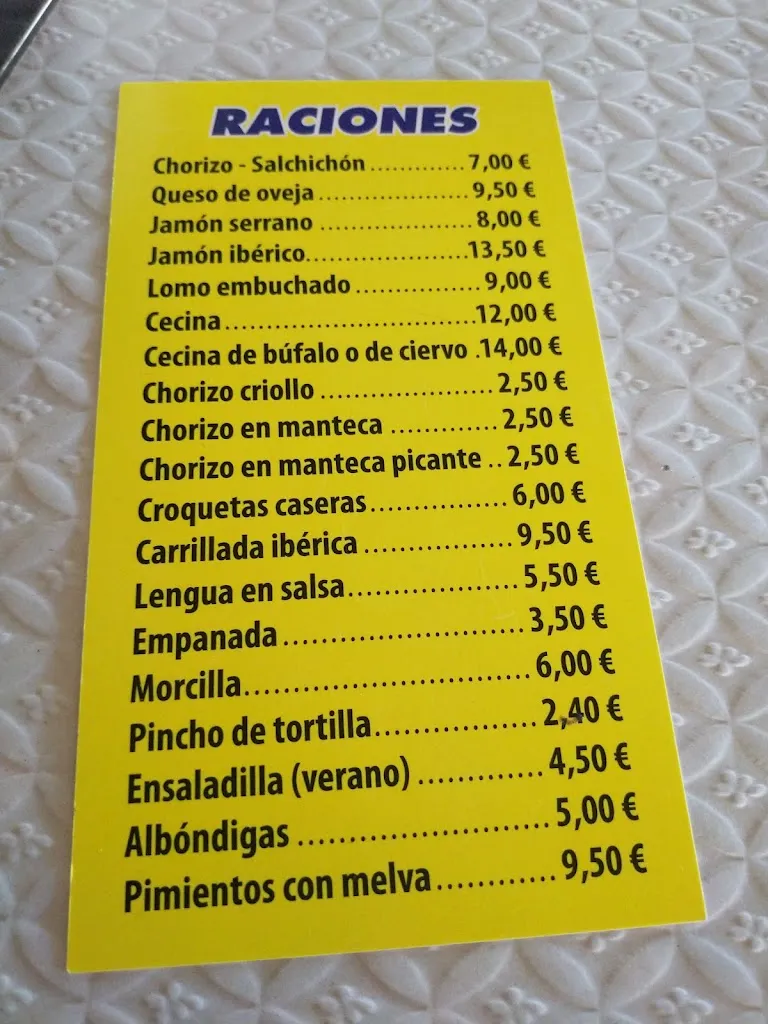 RACIONES
Chorizo - Salchichón ............. 7,00 €
Queso de oveja ..................... 9,50 €
Jamón serrano ..................... 8,00 €
Jamón ibérico ...................... 13,50 €
Lomo embuchado ................. 9,00 €
Cecina .................................. 12,00 €
Cecina de búfalo o de ciervo . 14,00 €
Chorizo criollo ...................... 2,50 €
Chorizo en manteca ............. 2,50 €
Chorizo en manteca picante .. 2,50 €
Croquetas caseras ................. 6,00 €
Carrillada ibérica .................. 9,50 €
Lengua en salsa .................... 5,50 €
Empanada ............................ 3,50 €
Morcilla ................................ 6,00 €
Pincho de tortilla .................. 2,40 €
Ensaladilla (verano) ............. 4,50 €
Albóndigas .......................... 5,00 €
Pimientos con melva ............ 9,50 €